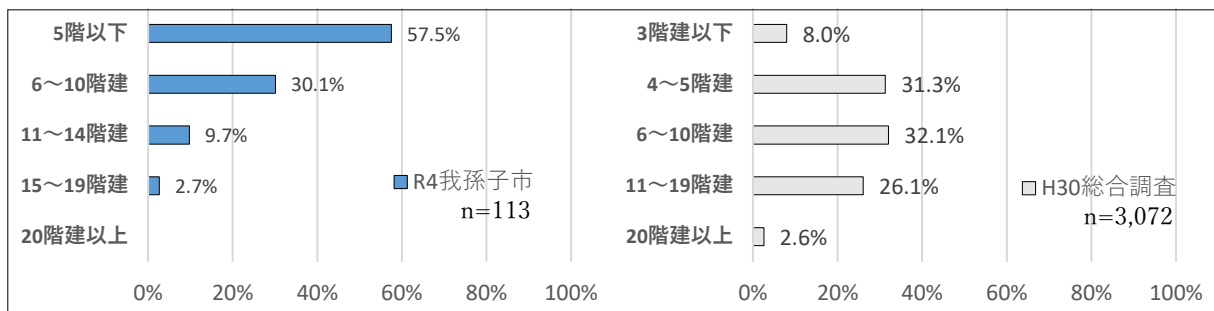 5階以下
57.5%
6～10階建
30.1%
11～14階建
9.7%
15～19階建
2.7%
20階建以上
R4我孫子市
n=113
0% 20% 40% 60% 80% 100%
3階建以下
8.0%
4～5階建
31.3%
6～10階建
32.1%
11～19階建
26.1%
20階建以上
2.6%
H30総合調査
n=3,072
0% 20% 40% 60% 80% 100%